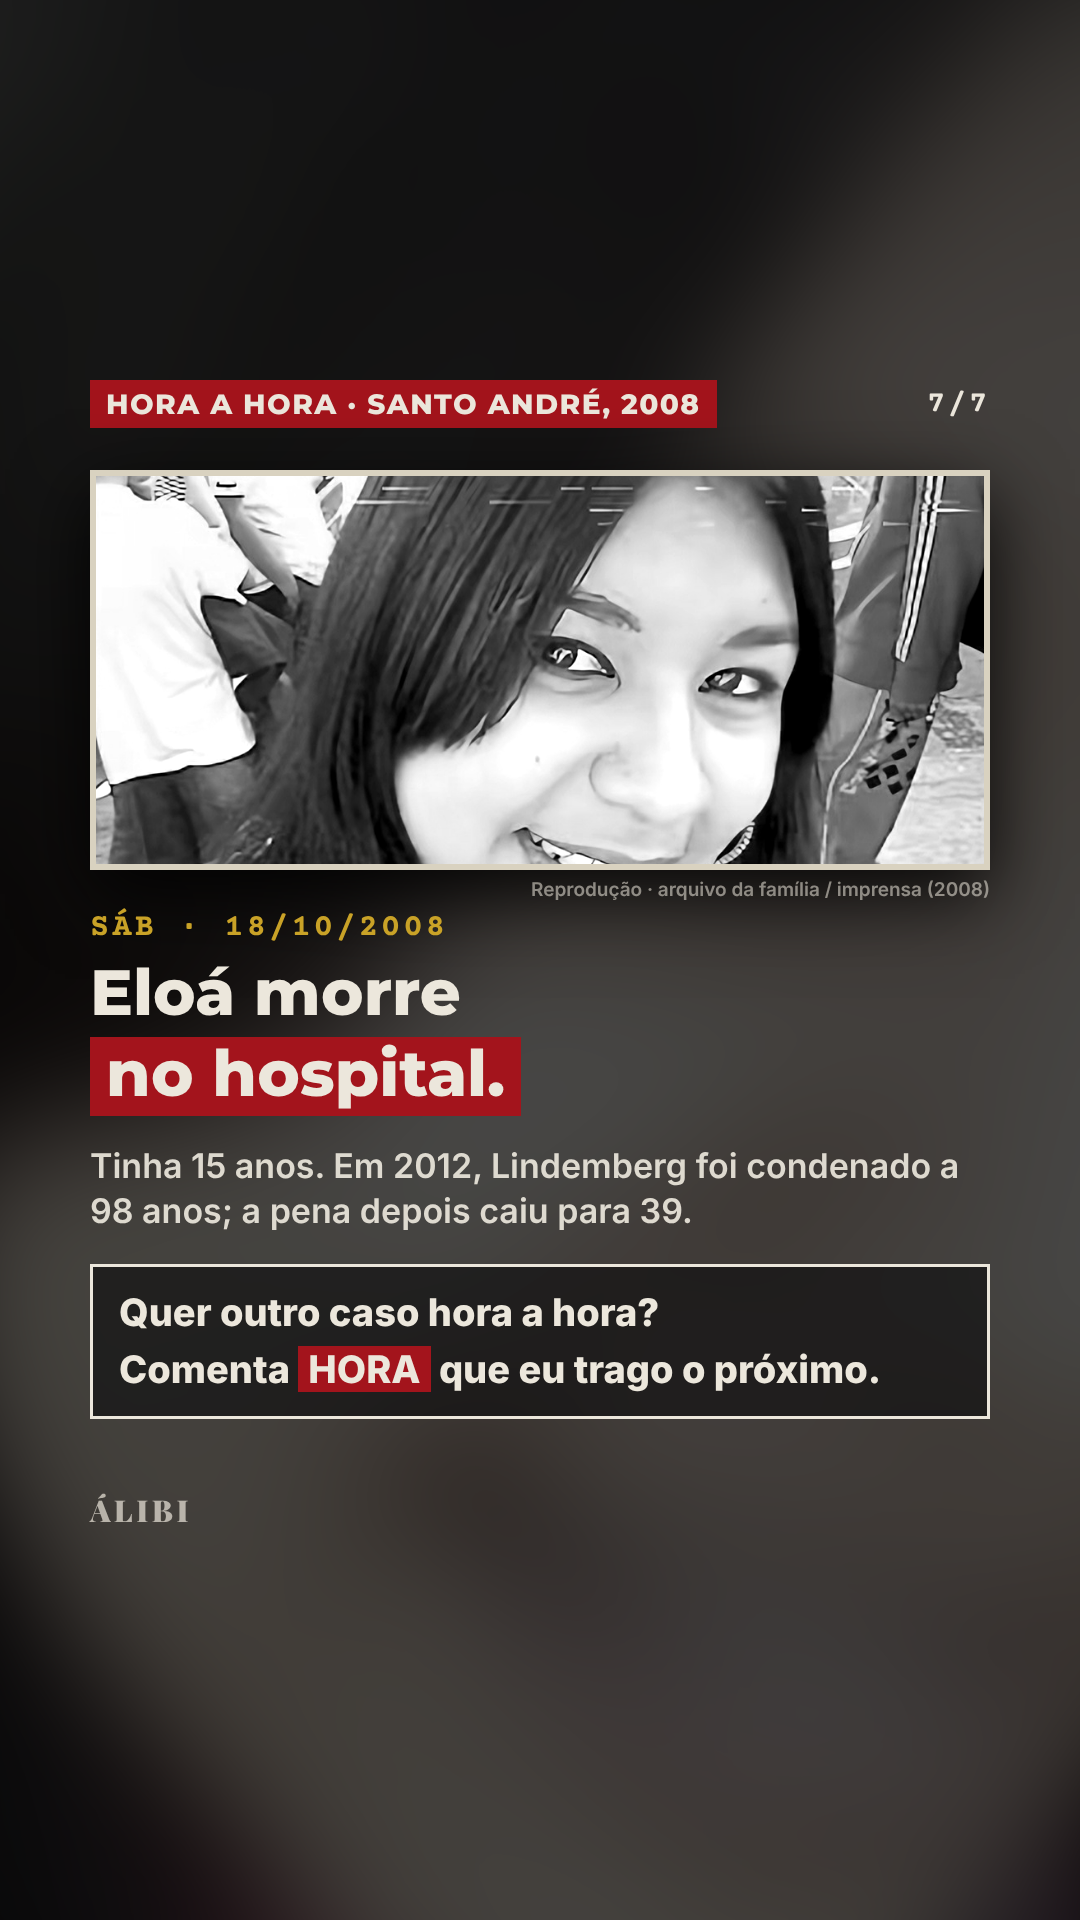 HORA A HORA · SANTO ANDRÉ, 2008
7/7
Reprodução · arquivo da família / imprensa (2008)
SÁB · 18/10/2008
Eloá morre
no hospital.
Tinha 15 anos. Em 2012, Lindemberg foi condenado a
98 anos; a pena depois caiu para 39.
Quer outro caso hora a hora?
Comenta HORA que eu trago o próximo.
ÁLIBI